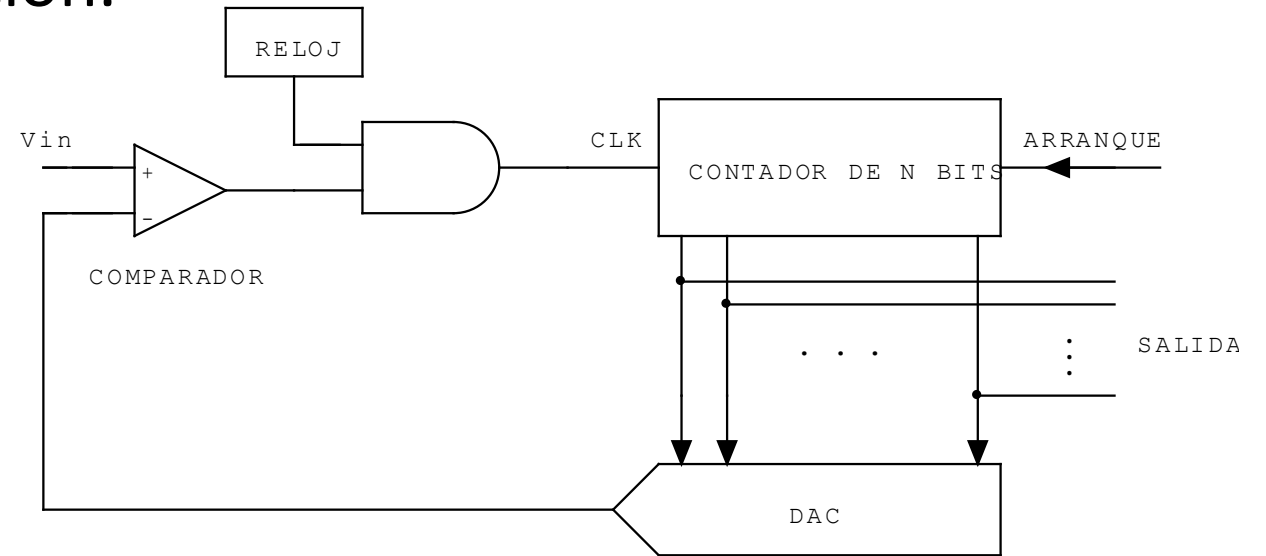 RELOJ
Vin
CLK
ARRANQUE
+
CONTADOR DE N BITS
−
COMPARADOR
. . .
SALIDA
DAC